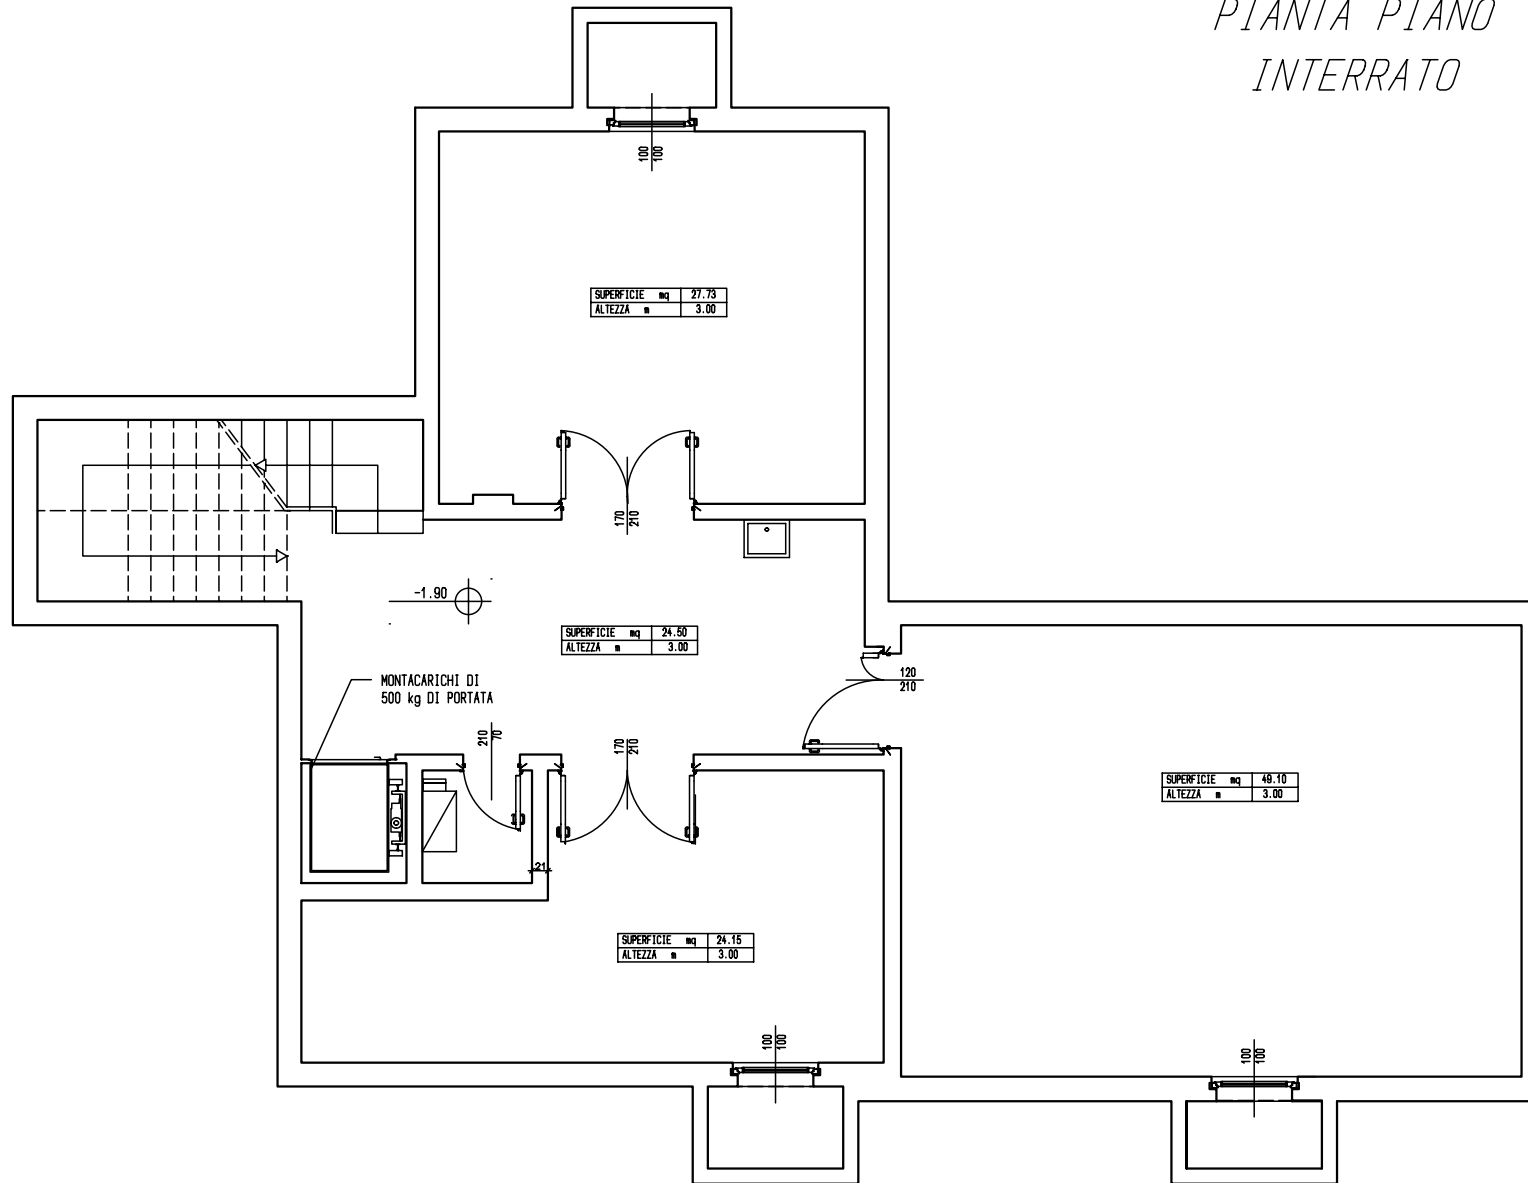 PIANTA PIANO
INTERRATO
100
100
SUPERFICIE mq 27.73
ALTEZZA m 3.00
170
210
-1.90
SUPERFICIE mq 24.50
ALTEZZA m 3.00
120
210
MONTACARICHI DI
500 kg DI PORTATA
210
70
170
210
SUPERFICIE mq 49.10
ALTEZZA m 3.00
21
SUPERFICIE mq 24.15
ALTEZZA m 3.00
100
100
100
100